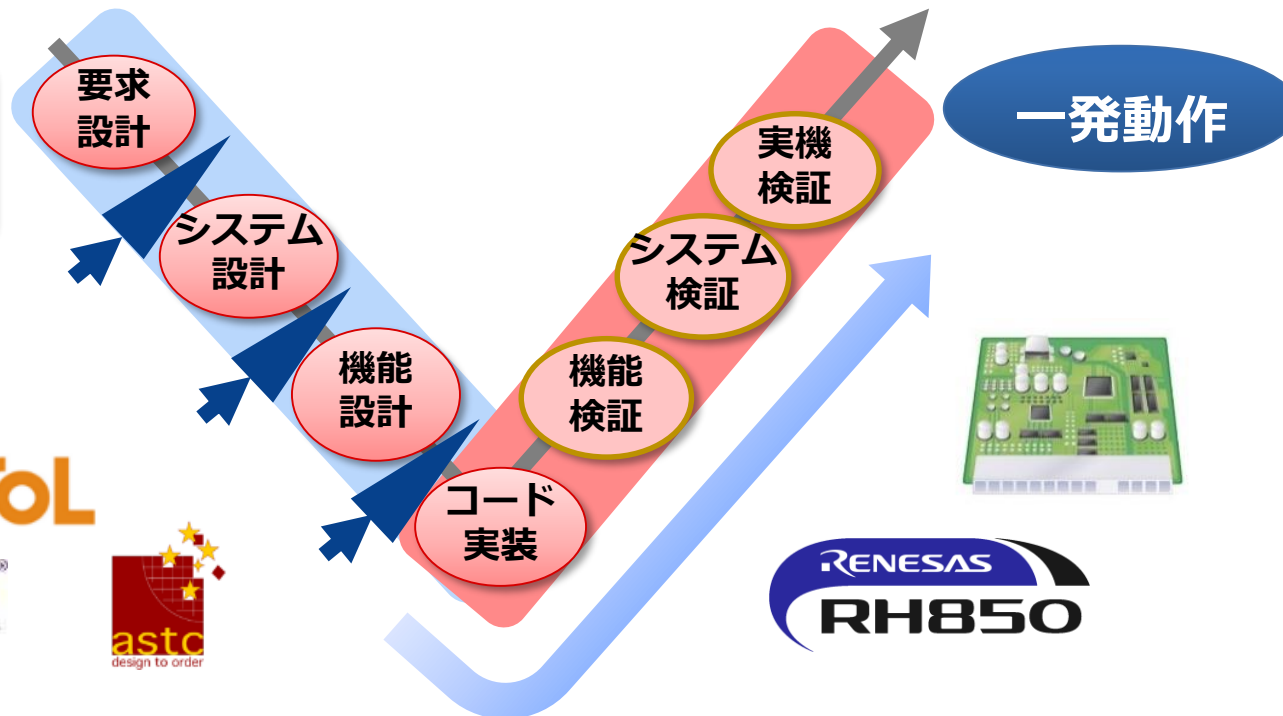 要求
設計
システム
設計
機能
設計
コード
実装
機能
検証
システム
検証
実機
検証
一発動作
astc
design to order
RENESAS
RH850